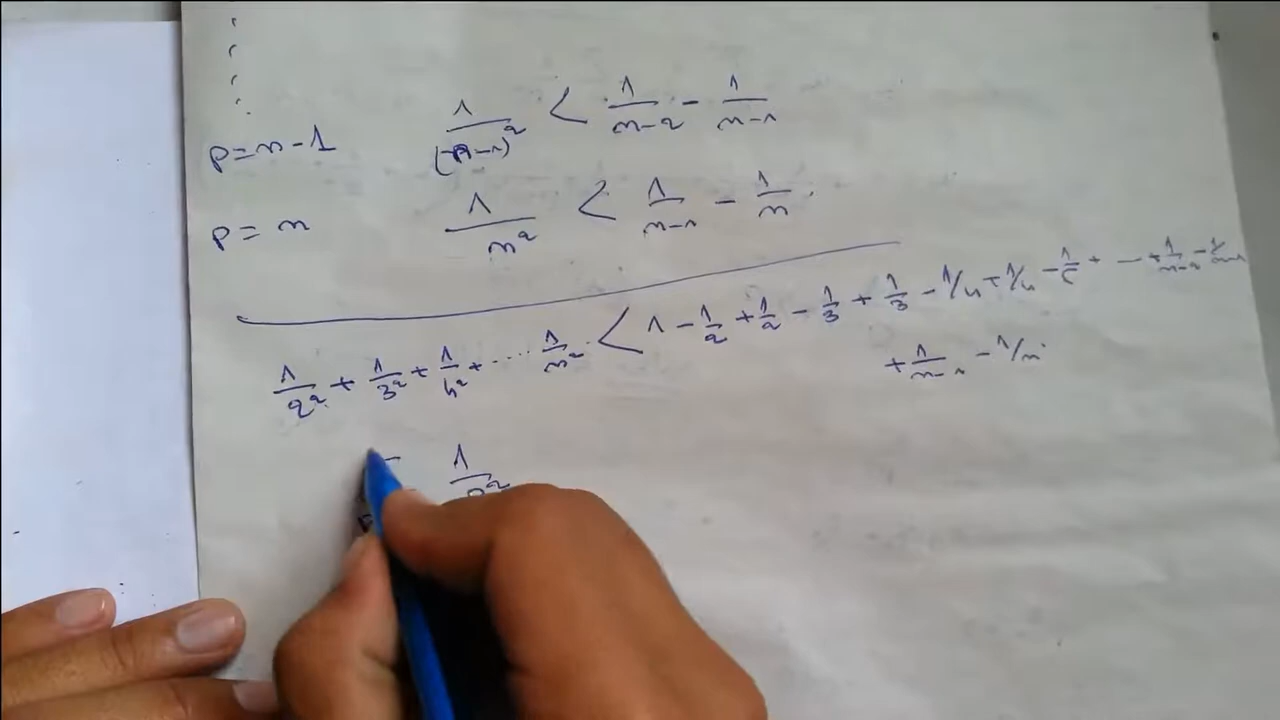 p=n-1 1/(n-1)² < 1/(n-2) - 1/(n-1)
p=n 1/n² < 1/(n-1) - 1/n
1/2² + 1/3² + 1/4² + ..... 1/n² < 1 - 1/2 + 1/2 - 1/3 + 1/3 - 1/4 + 1/4 - 1/5 + --- + 1/(n-2) - 1/(n-1)
+ 1/(n-1) - 1/n
1/p²